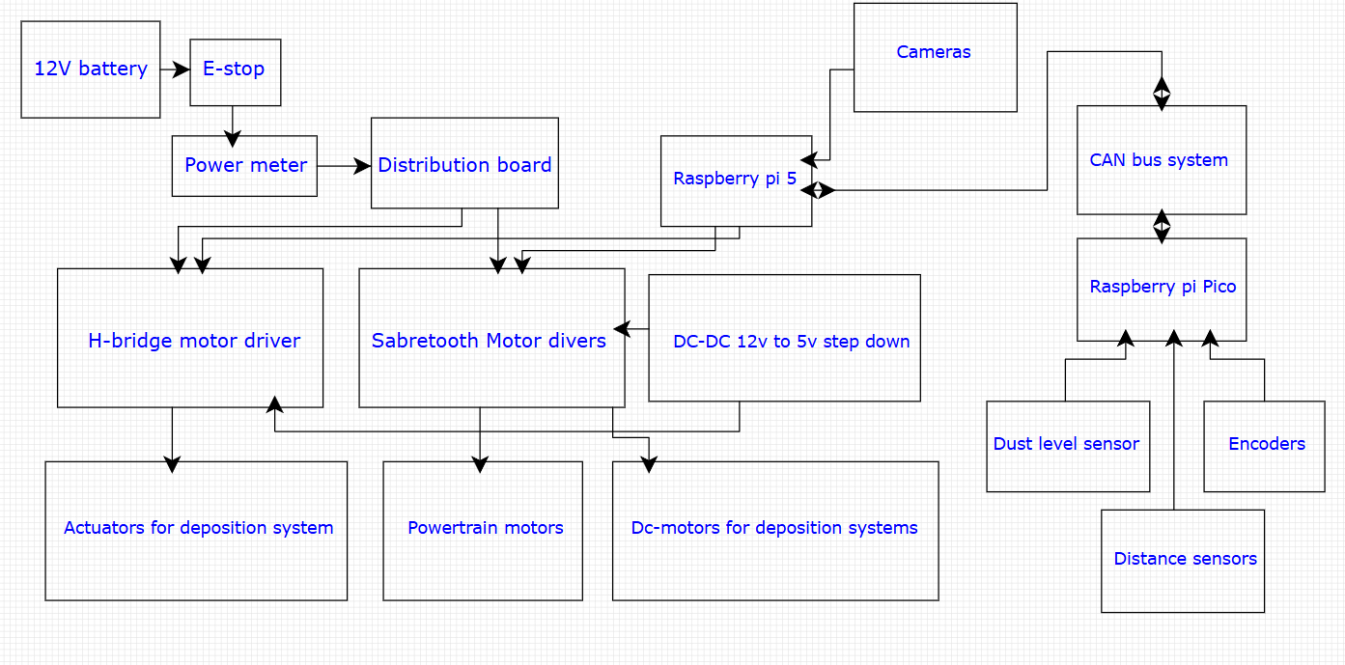 Cameras
12V battery
E-stop
Power meter
Distribution board
Raspberry pi 5
CAN bus system
Raspberry pi Pico
H-bridge motor driver
Sabretooth Motor divers
DC-DC 12v to 5v step down
Dust level sensor
Encoders
Actuators for deposition system
Powertrain motors
Dc-motors for deposition systems
Distance sensors